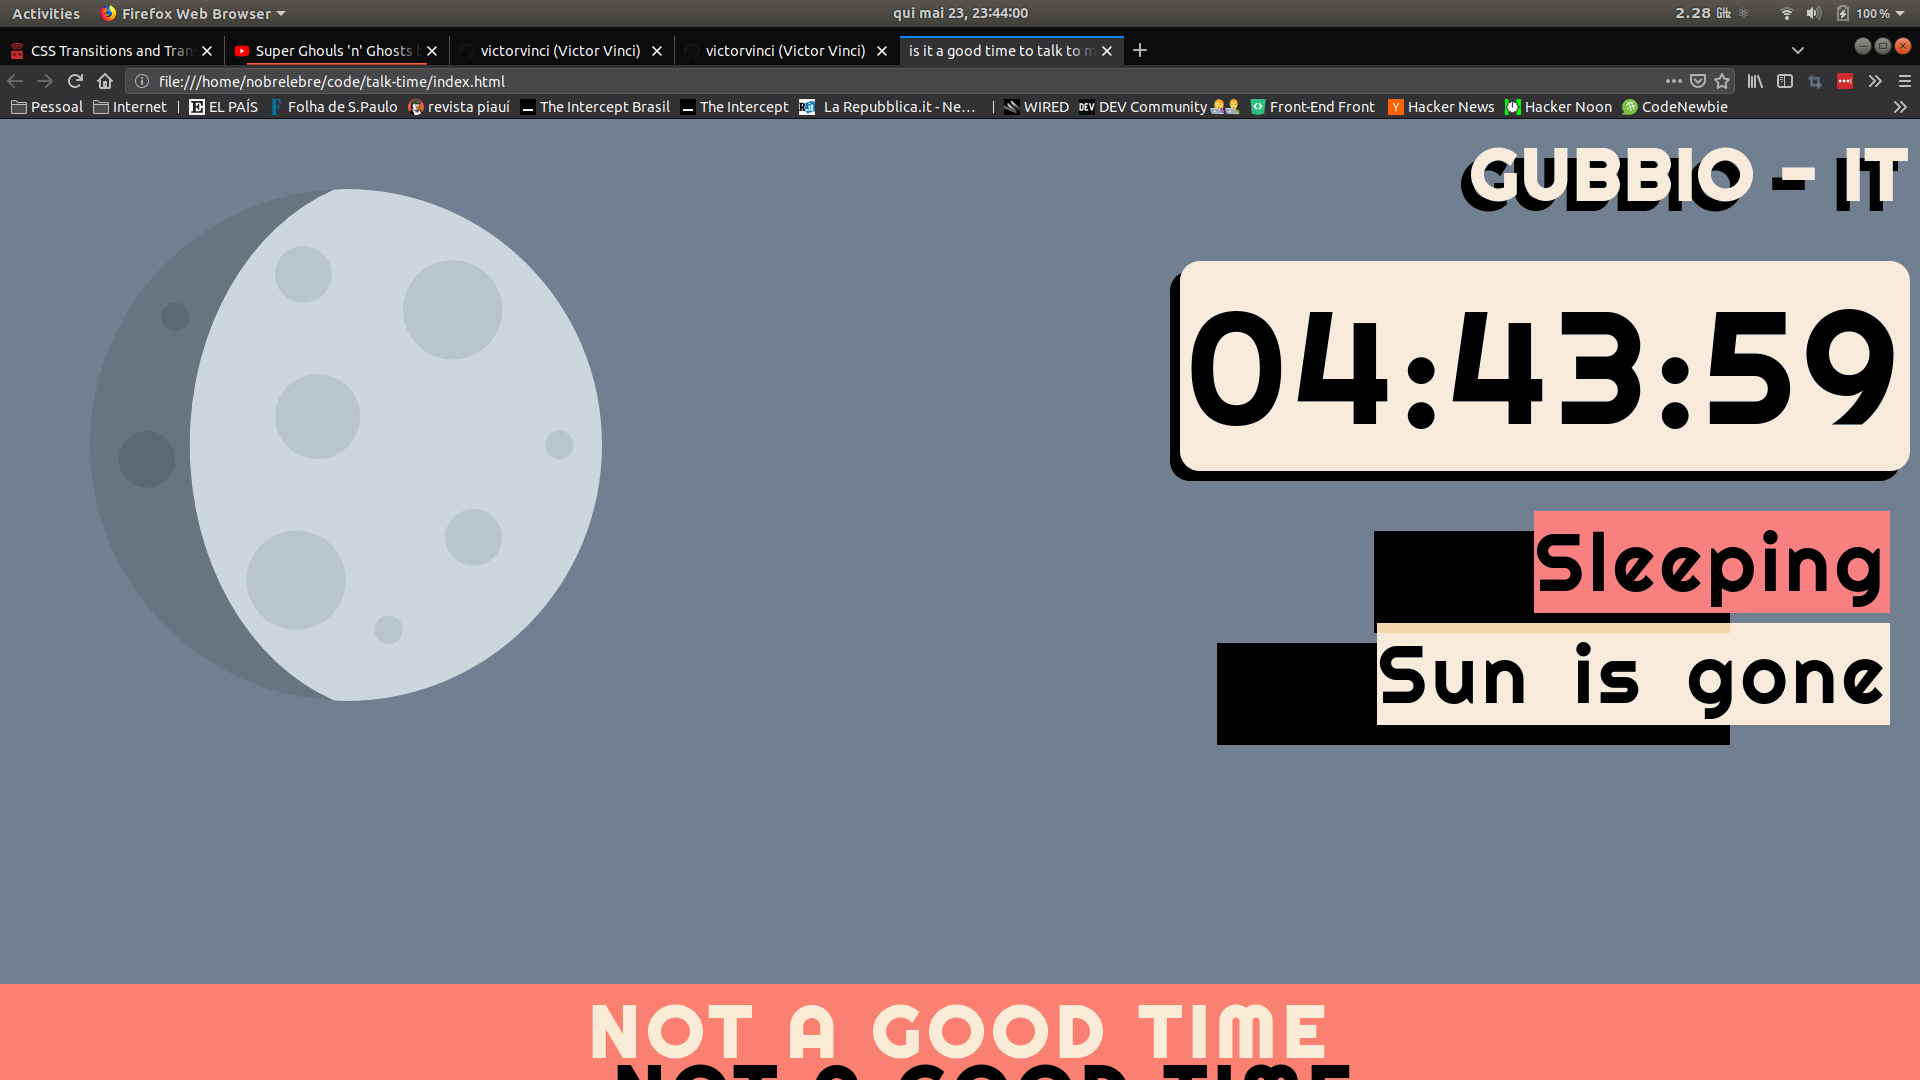 Activities Firefox Web Browser qui mai 23, 23:44:00 2.28 GHz 100 %
CSS Transitions and Tran Super Ghouls 'n' Ghosts victorvinci (Victor Vinci) victorvinci (Victor Vinci) is it a good time to talk to m
file:///home/nobrelebre/code/talk-time/index.html
Pessoal Internet EL PAÍS Folha de S.Paulo revista piauí The Intercept Brasil The Intercept La Repubblica.it - Ne… WIRED DEV Community Front-End Front Hacker News Hacker Noon CodeNewbie
GUBBIO - IT
04:43:59
Sleeping
Sun is gone
NOT A GOOD TIME